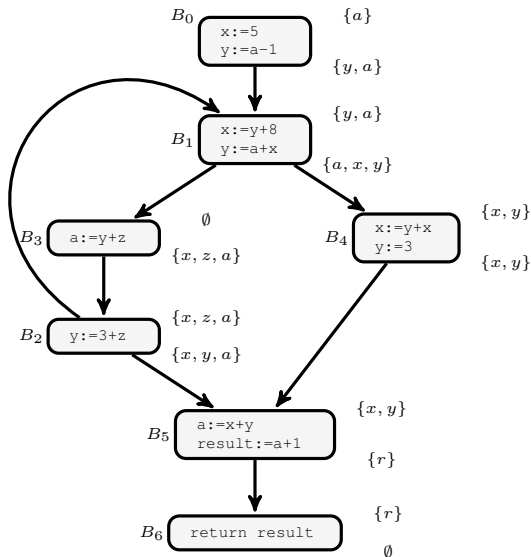 B₀
x:=5
y:=a−1
{a}
{y, a}
B₁
x:=y+8
y:=a+x
{y, a}
{a, x, y}
B₃
a:=y+z
∅
{x, z, a}
B₄
x:=y+x
y:=3
{x, y}
{x, y}
B₂
y:=3+z
{x, z, a}
{x, y, a}
B₅
a:=x+y
result:=a+1
{x, y}
{r}
B₆
return result
{r}
∅